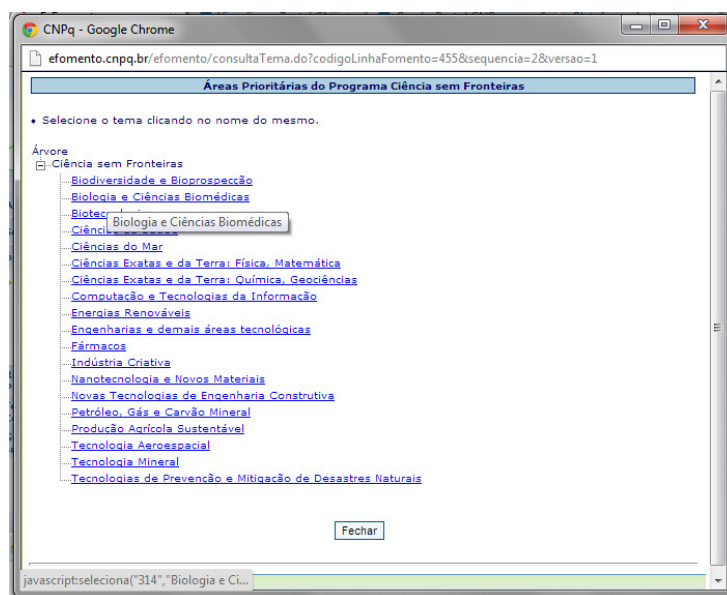 CNPq - Google Chrome
efomento.cnpq.br/efomento/consultaTema.do?codigoLinhaFomento=455&sequencia=2&versao=1
Áreas Prioritárias do Programa Ciência sem Fronteiras
• Selecione o tema clicando no nome do mesmo.
Árvore
Ciência sem Fronteiras
Biodiversidade e Bioprospecção
Biologia e Ciências Biomédicas
Biologia e Ciências Biomédicas
Ciências do Mar
Ciências Exatas e da Terra: Física, Matemática
Ciências Exatas e da Terra: Química, Geociências
Computação e Tecnologias da Informação
Energias Renováveis
Engenharias e demais áreas tecnológicas
Fármacos
Indústria Criativa
Nanotecnologia e Novos Materiais
Novas Tecnologias de Engenharia Construtiva
Petróleo, Gás e Carvão Mineral
Produção Agrícola Sustentável
Tecnologia Aeroespacial
Tecnologia Mineral
Tecnologias de Prevenção e Mitigação de Desastres Naturais
Fechar
javascript:seleciona("314","Biologia e Ci...